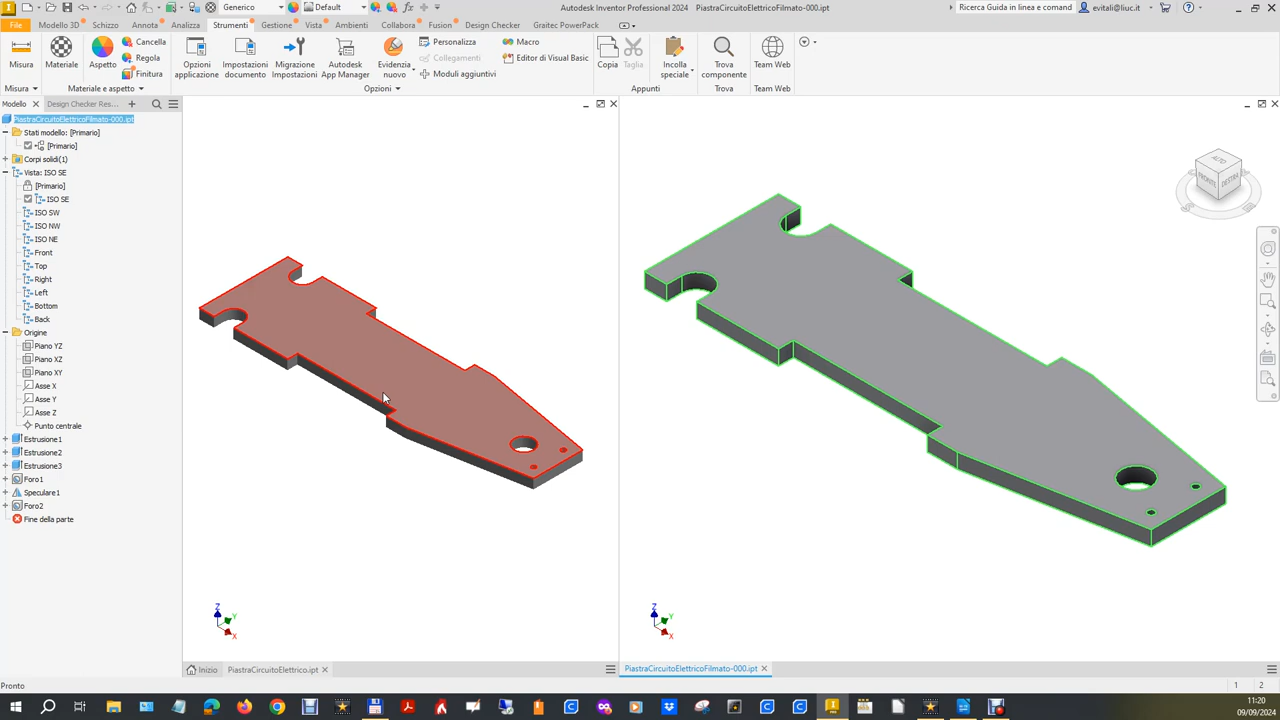 Generico
Default
Autodesk Inventor Professional 2024 PiastraCircuitoElettricoFilmato-000.ipt
Ricerca Guida in linea e comand
evitali@liuc.it
File
Modello 3D
Schizzo
Annota
Analizza
Strumenti
Gestione
Vista
Ambienti
Collabora
Fusion
Design Checker
Graitec PowerPack
Misura
Materiale
Aspetto
Cancella
Regola
Finitura
Opzioni
applicazione
Impostazioni
documento
Migrazione
Impostazioni
Autodesk
App Manager
Evidenzia
nuovo
Personalizza
Collegamenti
Moduli aggiuntivi
Macro
Editor di Visual Basic
Copia
Taglia
Incolla
speciale
Trova
componente
Team Web
Misura
Materiale e aspetto
Opzioni
Appunti
Trova
Team Web
Modello
Design Checker Res...
PiastraCircuitoElettricoFilmato-000.ipt
Stati modello: [Primario]
[Primario]
Corpi solidi(1)
Vista: ISO SE
[Primario]
ISO SE
ISO SW
ISO NW
ISO NE
Front
Top
Right
Left
Bottom
Back
Origine
Piano YZ
Piano XZ
Piano XY
Asse X
Asse Y
Asse Z
Punto centrale
Estrusione1
Estrusione2
Estrusione3
Foro1
Speculare1
Foro2
Fine della parte
ALTO
FRONTE
DESTRA
Z
Y
X
Z
Y
X
Inizio
PiastraCircuitoElettrico.ipt
PiastraCircuitoElettricoFilmato-000.ipt
Pronto
1
2
11:20
09/09/2024